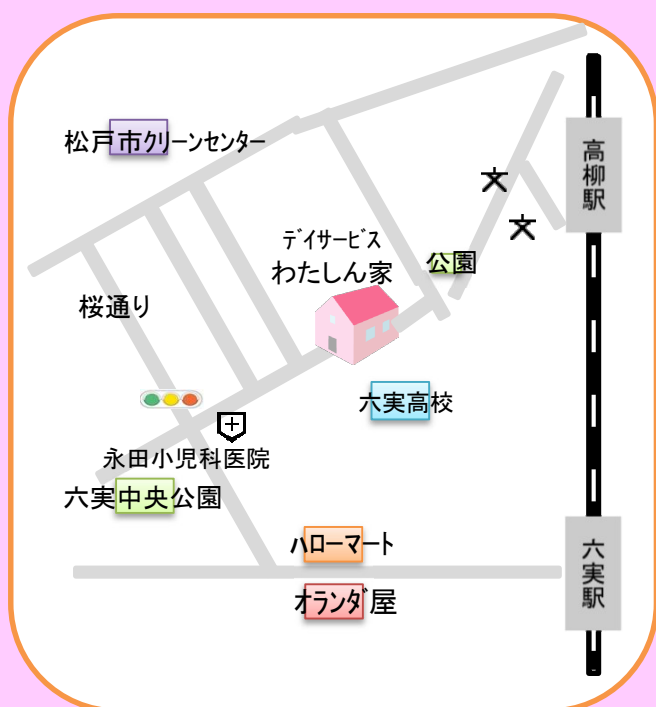 松戸市クリーンセンター
高柳駅
デイサービス
わたしん家
公園
桜通り
六実高校
永田小児科医院
六実中央公園
ハローマート
六実駅
オランダ屋